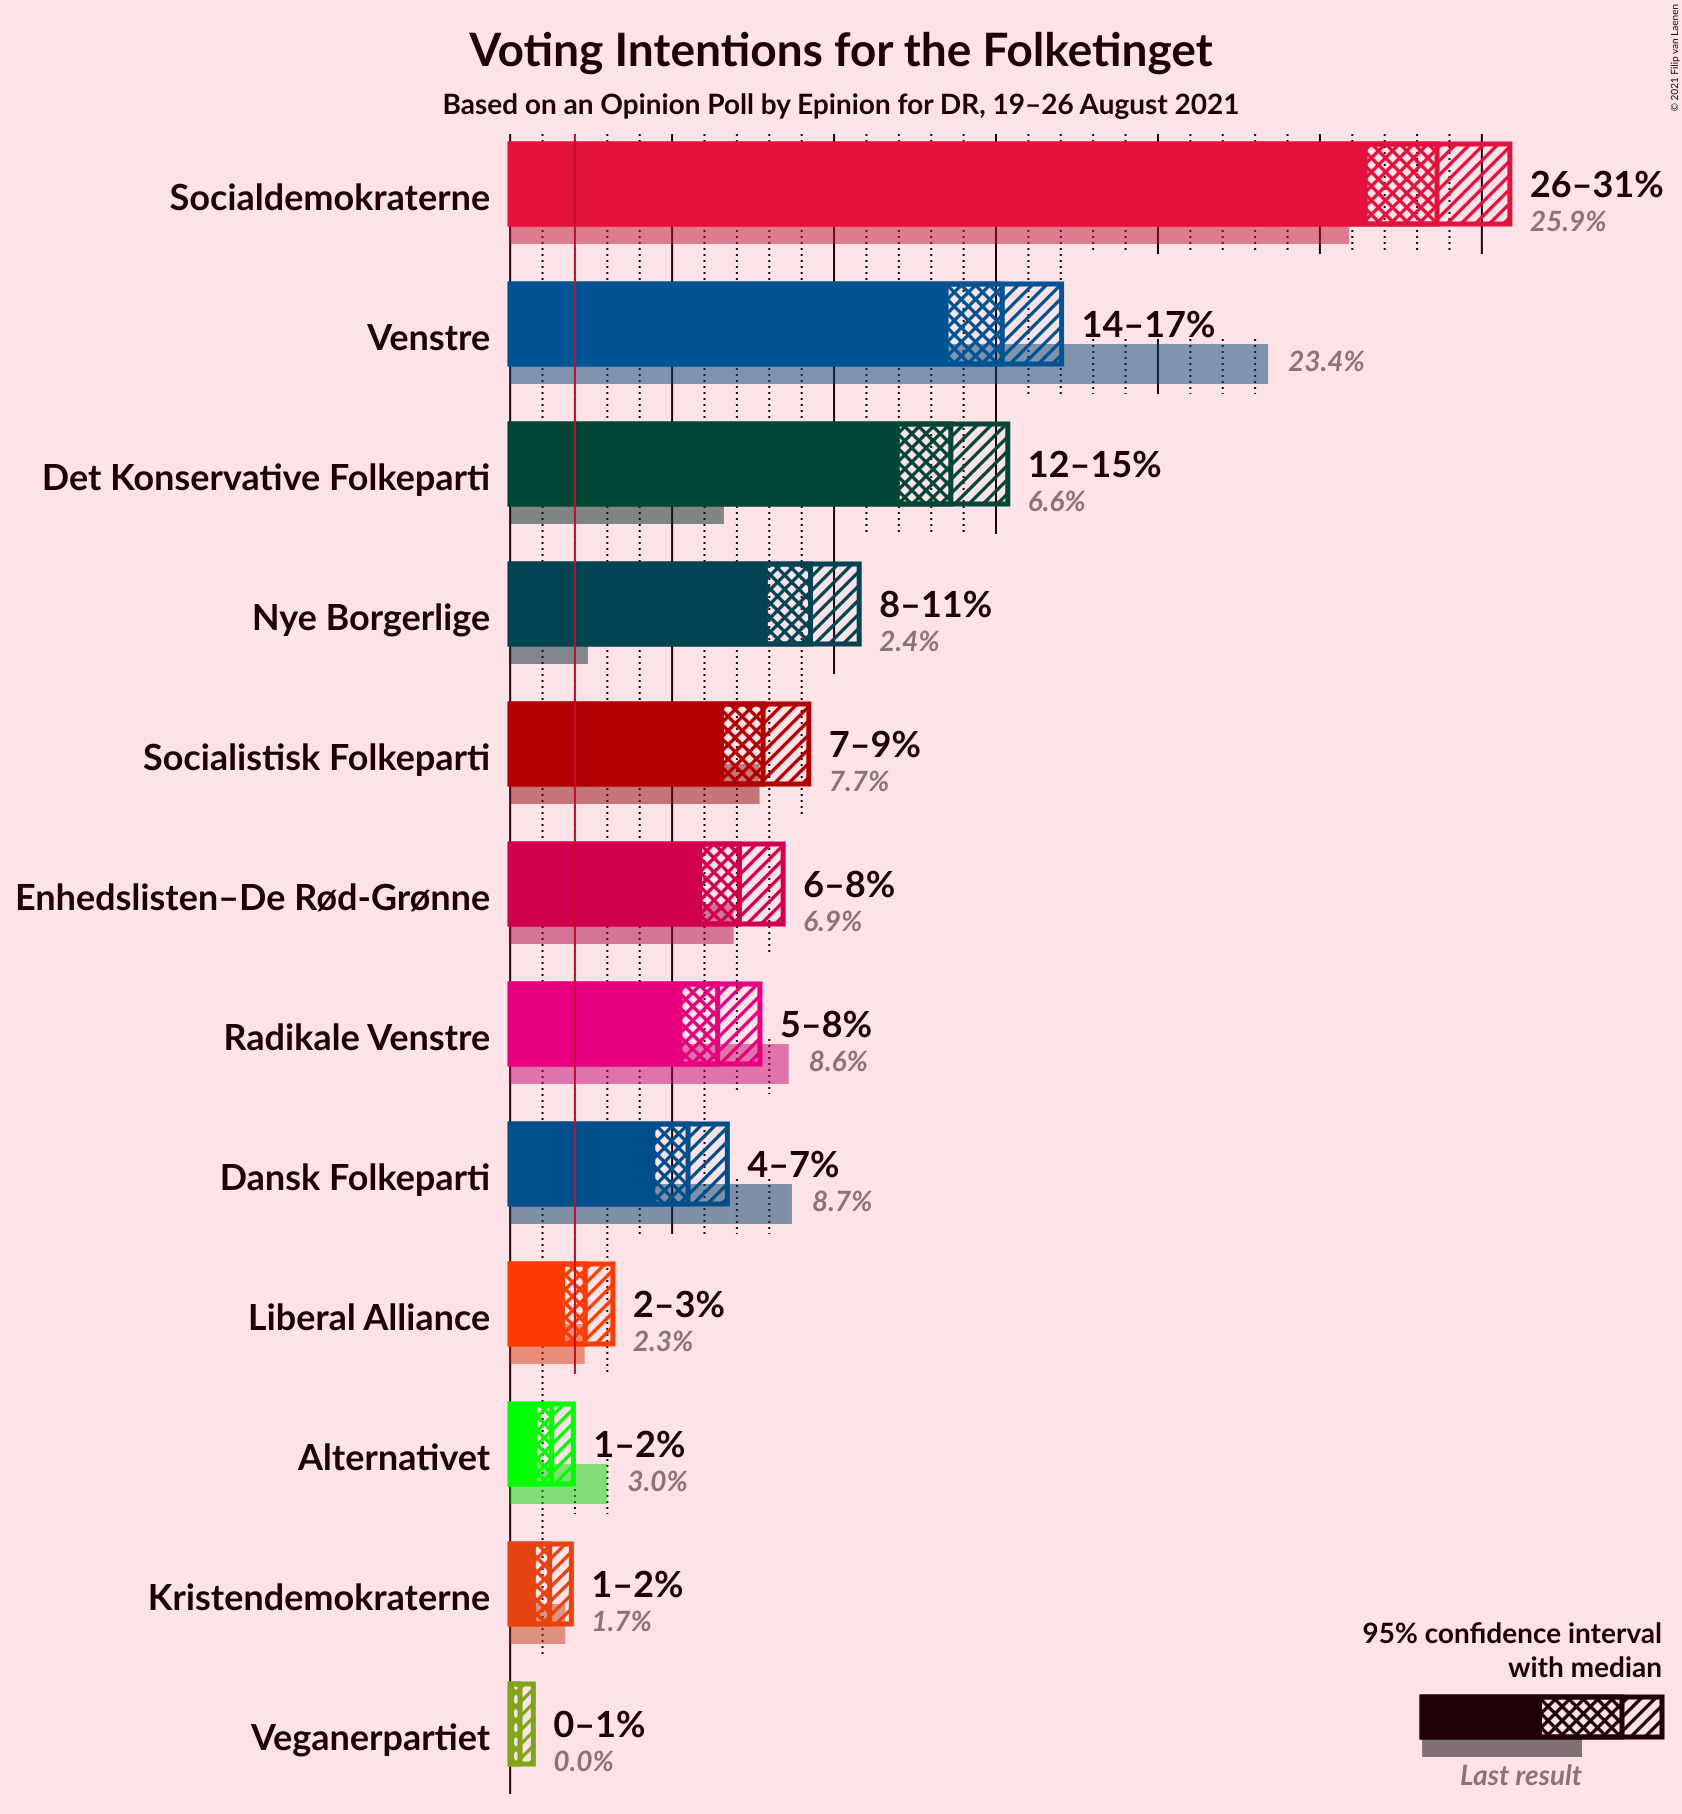 Voting Intentions for the Folketinget
Based on an Opinion Poll by Epinion for DR, 19–26 August 2021
© 2021 Filip van Laenen
Socialdemokraterne
26–31%
25.9%
Venstre
14–17%
23.4%
Det Konservative Folkeparti
12–15%
6.6%
Nye Borgerlige
8–11%
2.4%
Socialistisk Folkeparti
7–9%
7.7%
Enhedslisten–De Rød-Grønne
6–8%
6.9%
Radikale Venstre
5–8%
8.6%
Dansk Folkeparti
4–7%
8.7%
Liberal Alliance
2–3%
2.3%
Alternativet
1–2%
3.0%
Kristendemokraterne
1–2%
1.7%
Veganerpartiet
0–1%
0.0%
95% confidence interval
with median
Last result